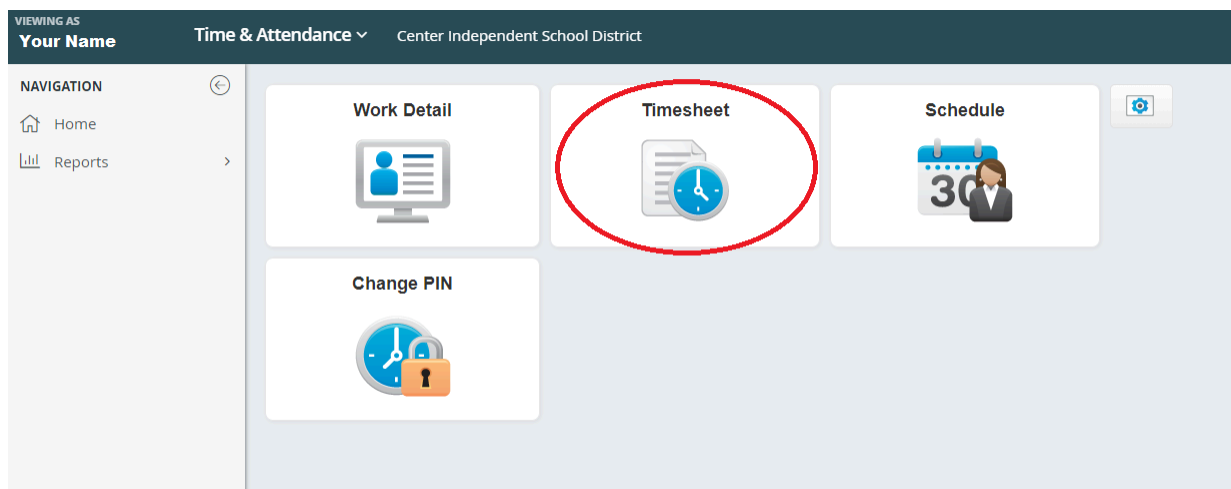 VIEWING AS
Your Name
Time & Attendance
Center Independent School District
NAVIGATION
Home
Reports
Work Detail
Timesheet
Schedule
30
Change PIN